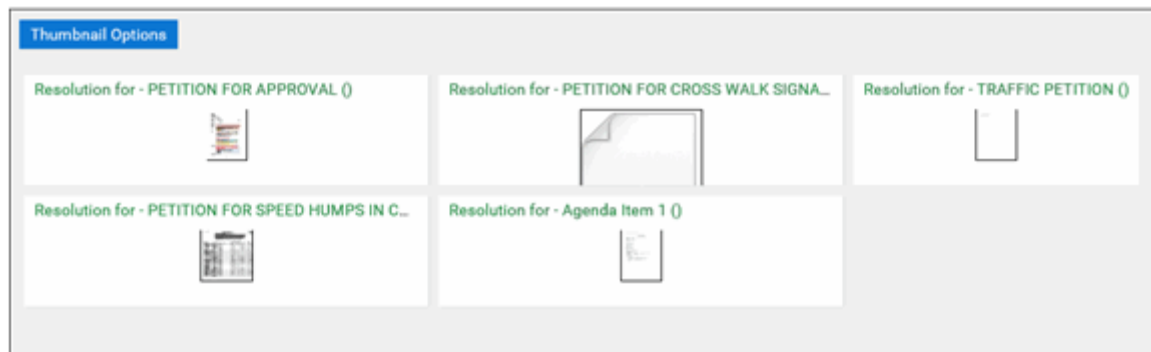 Thumbnail Options
Resolution for - PETITION FOR APPROVAL ()
Resolution for - PETITION FOR CROSS WALK SIGNA...
Resolution for - TRAFFIC PETITION ()
Resolution for - PETITION FOR SPEED HUMPS IN C...
Resolution for - Agenda Item 1 ()